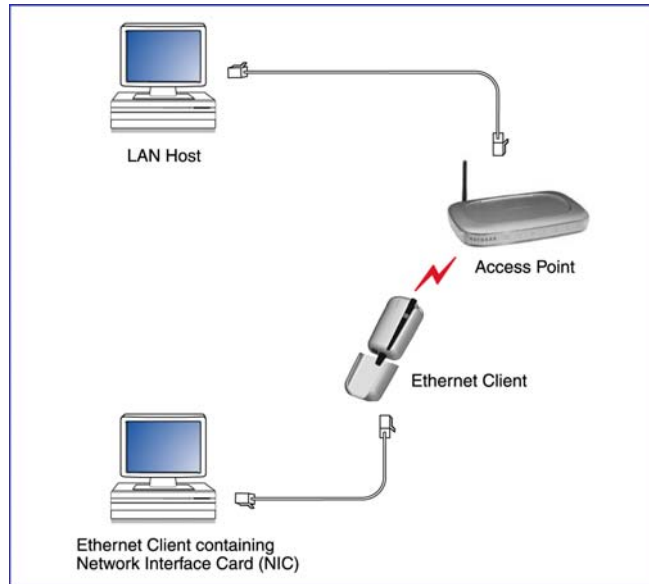 LAN Host
Access Point
Ethernet Client
Ethernet Client containing
Network Interface Card (NIC)